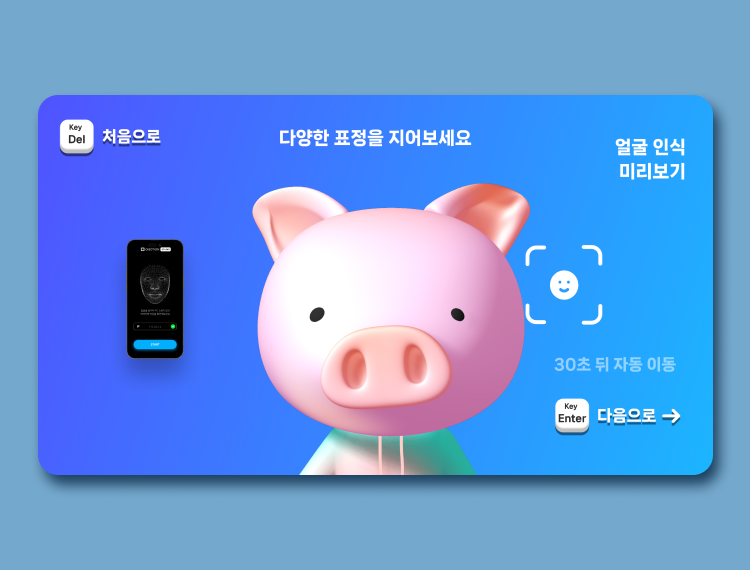 Key
Del
처음으로
다양한 표정을 지어보세요
얼굴 인식
미리보기
START
30초 뒤 자동 이동
Key
Enter
다음으로 →